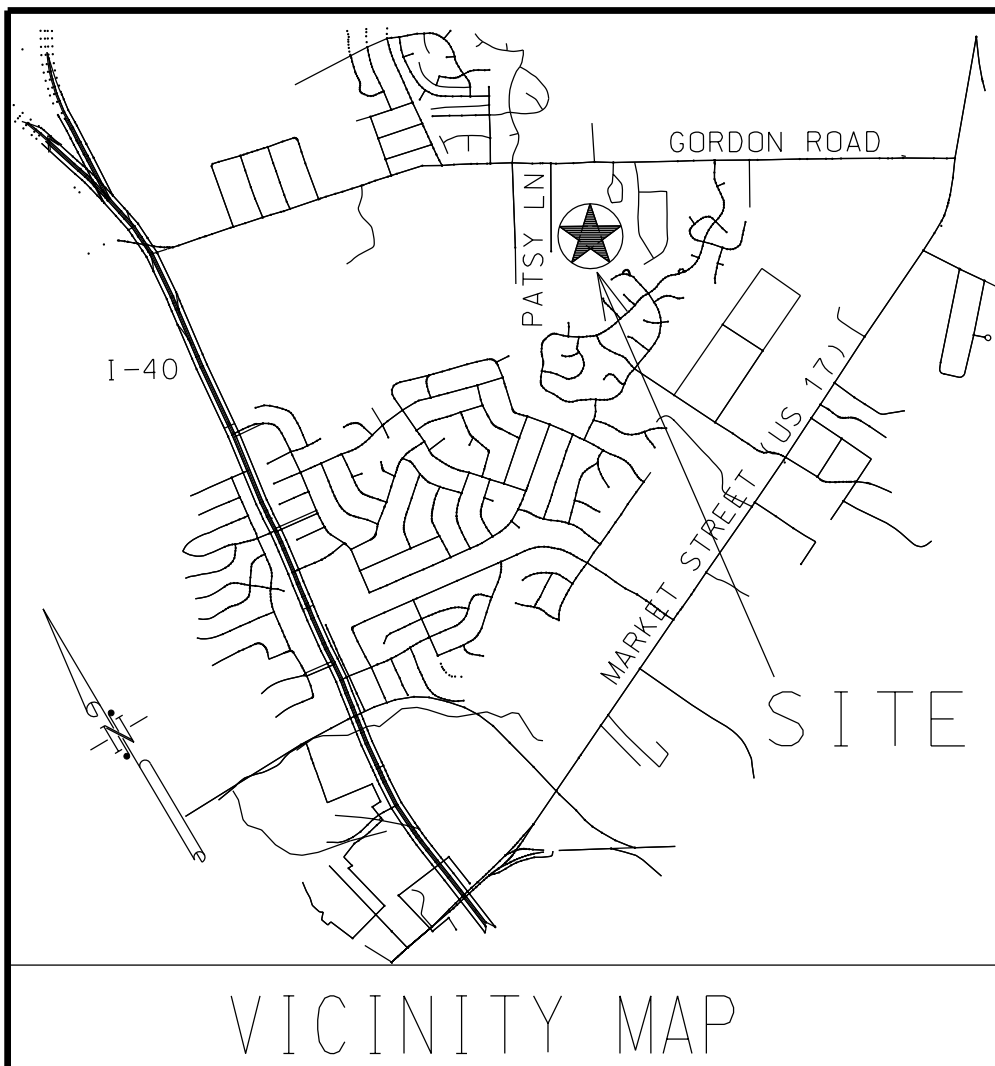 GORDON ROAD
PATSY LN
I-40
MARKET STREET (US 17)
SITE
N
VICINITY MAP